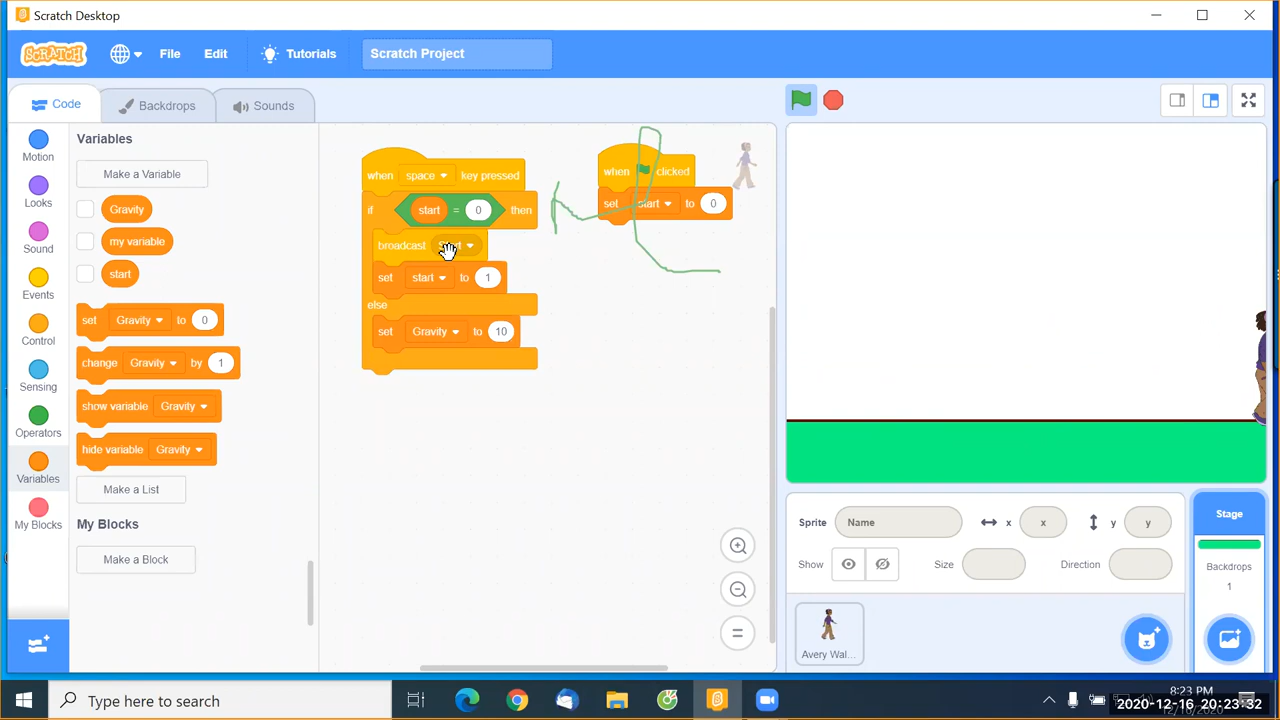 Scratch Desktop
SCRATCH
File
Edit
Tutorials
Scratch Project
Code
Backdrops
Sounds
Motion
Looks
Sound
Events
Control
Sensing
Operators
Variables
My Blocks
Variables
Make a Variable
Gravity
my variable
start
set Gravity to 0
change Gravity by 1
show variable Gravity
hide variable Gravity
Make a List
My Blocks
Make a Block
when space key pressed
if start = 0 then
broadcast
set start to 1
else
set Gravity to 10
when clicked
set start to 0
Sprite Name x x y y
Show Size Direction
Avery Wal...
Stage
Backdrops
1
Type here to search
8:23 PM
2020-12-16 20:23:32